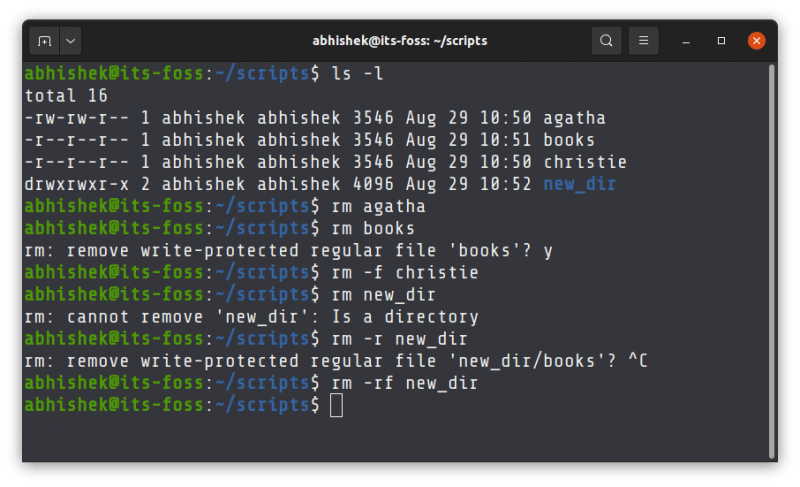 abhishek@its-foss: ~/scripts
abhishek@its-foss:~/scripts$ ls -l
total 16
-rw-rw-r-- 1 abhishek abhishek 3546 Aug 29 10:50 agatha
-r--r--r-- 1 abhishek abhishek 3546 Aug 29 10:51 books
-r--r--r-- 1 abhishek abhishek 3546 Aug 29 10:50 christie
drwxrwxr-x 2 abhishek abhishek 4096 Aug 29 10:52 new_dir
abhishek@its-foss:~/scripts$ rm agatha
abhishek@its-foss:~/scripts$ rm books
rm: remove write-protected regular file 'books'? y
abhishek@its-foss:~/scripts$ rm -f christie
abhishek@its-foss:~/scripts$ rm new_dir
rm: cannot remove 'new_dir': Is a directory
abhishek@its-foss:~/scripts$ rm -r new_dir
rm: remove write-protected regular file 'new_dir/books'? ^C
abhishek@its-foss:~/scripts$ rm -rf new_dir
abhishek@its-foss:~/scripts$